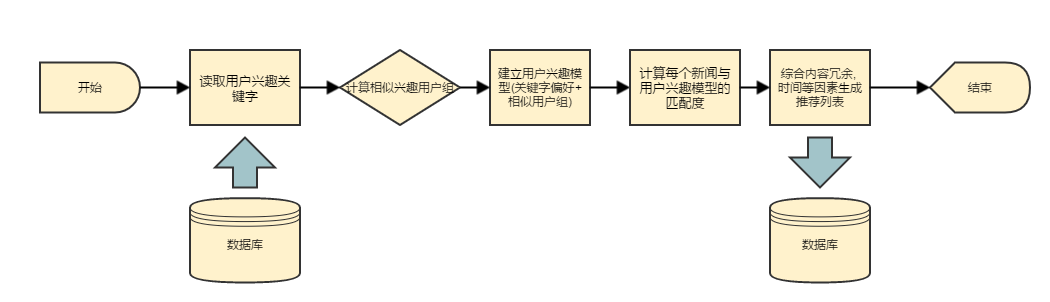 开始
读取用户兴趣关
键字
计算相似兴趣用户组
建立用户兴趣模
型(关键字偏好+
相似用户组)
计算每个新闻与
用户兴趣模型的
匹配度
综合内容冗余,
时间等因素生成
推荐列表
结束
数据库
数据库